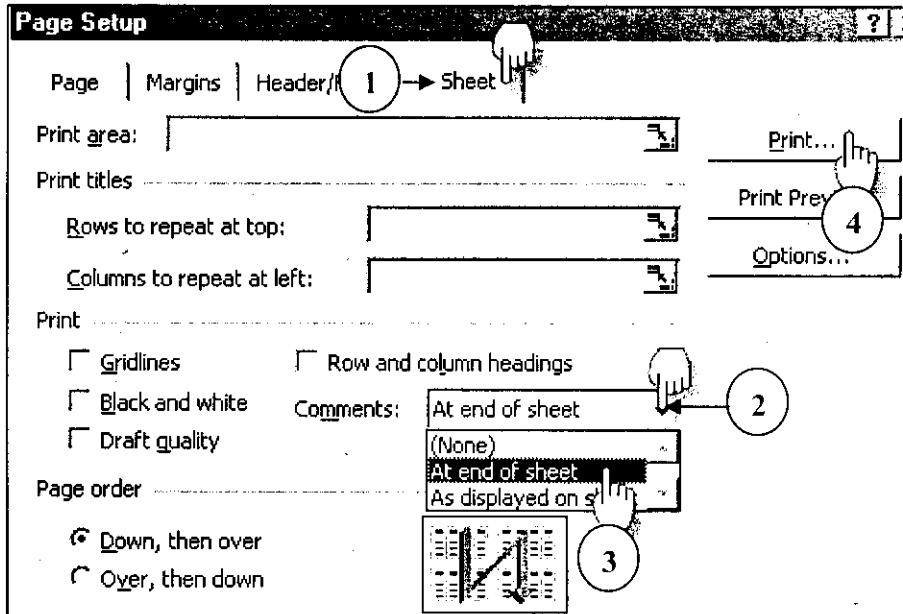 Page Setup ?
Page Margins Header/ 1 Sheet
Print area: Print...
Print titles Print Prev
4
Rows to repeat at top:
Options...
Columns to repeat at left:
Print
Gridlines Row and column headings
Black and white Comments: At end of sheet 2
Draft quality (None)
At end of sheet
Page order As displayed on s
Down, then over
3
Over, then down